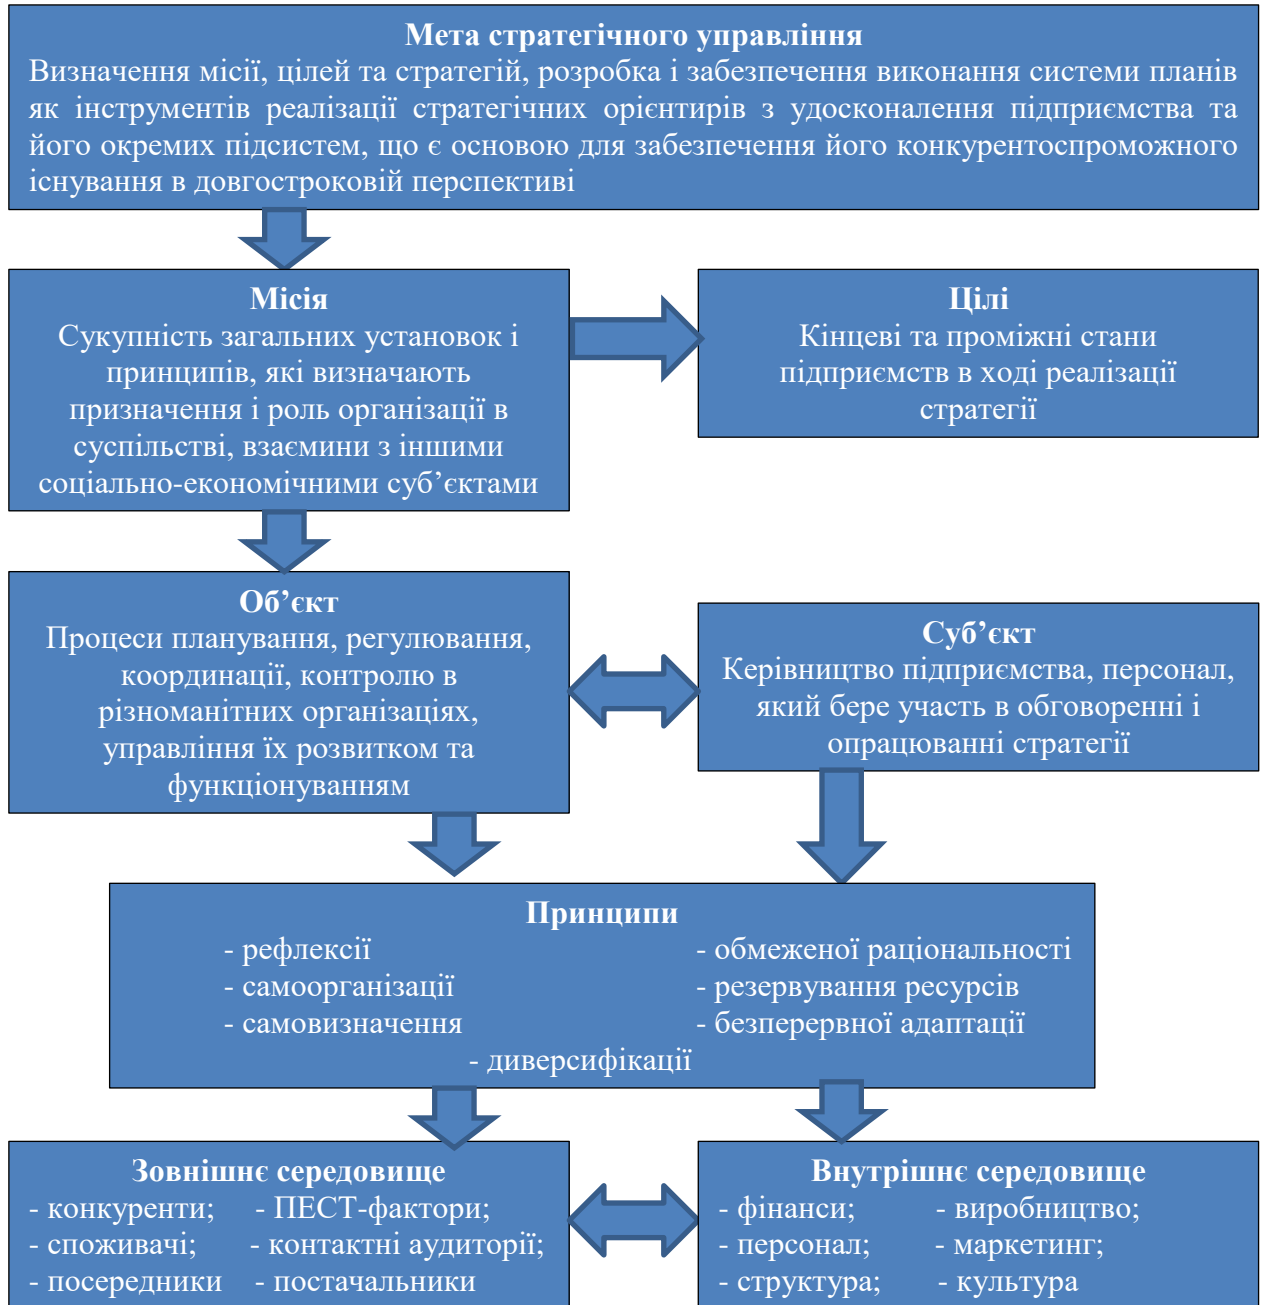 Мета стратегічного управління
Визначення місії, цілей та стратегій, розробка і забезпечення виконання системи планів
як інструментів реалізації стратегічних орієнтирів з удосконалення підприємства та
його окремих підсистем, що є основою для забезпечення його конкурентоспроможного
існування в довгостроковій перспективі
Місія
Сукупність загальних установок і
принципів, які визначають
призначення і роль організації в
суспільстві, взаємини з іншими
соціально-економічними суб’єктами
Цілі
Кінцеві та проміжні стани
підприємств в ході реалізації
стратегії
Об’єкт
Процеси планування, регулювання,
координації, контролю в
різноманітних організаціях,
управління їх розвитком та
функціонуванням
Суб’єкт
Керівництво підприємства, персонал,
який бере участь в обговоренні і
опрацюванні стратегії
Принципи
- рефлексії - обмеженої раціональності
- самоорганізації - резервування ресурсів
- самовизначення - безперервної адаптації
- диверсифікації
Зовнішнє середовище
- конкуренти; - ПЕСТ-фактори;
- споживачі; - контактні аудиторії;
- посередники - постачальники
Внутрішнє середовище
- фінанси; - виробництво;
- персонал; - маркетинг;
- структура; - культура